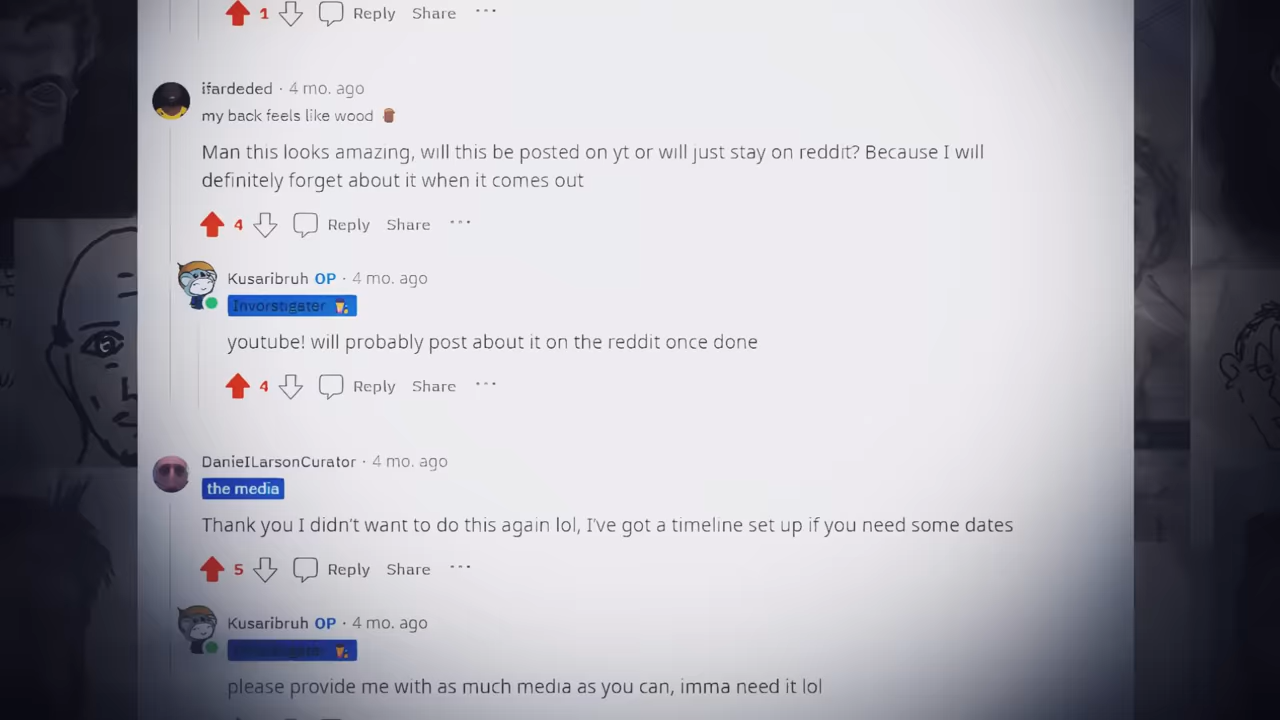 1 Reply Share ...
ifardeded · 4 mo. ago
my back feels like wood
Man this looks amazing, will this be posted on yt or will just stay on reddit? Because I will
definitely forget about it when it comes out
4 Reply Share ...
Kusaribruh OP · 4 mo. ago
Invorstigater
youtube! will probably post about it on the reddit once done
4 Reply Share ...
DanieILarsonCurator · 4 mo. ago
the media
Thank you I didn't want to do this again lol, I've got a timeline set up if you need some dates
5 Reply Share ...
Kusaribruh OP · 4 mo. ago
please provide me with as much media as you can, imma need it lol